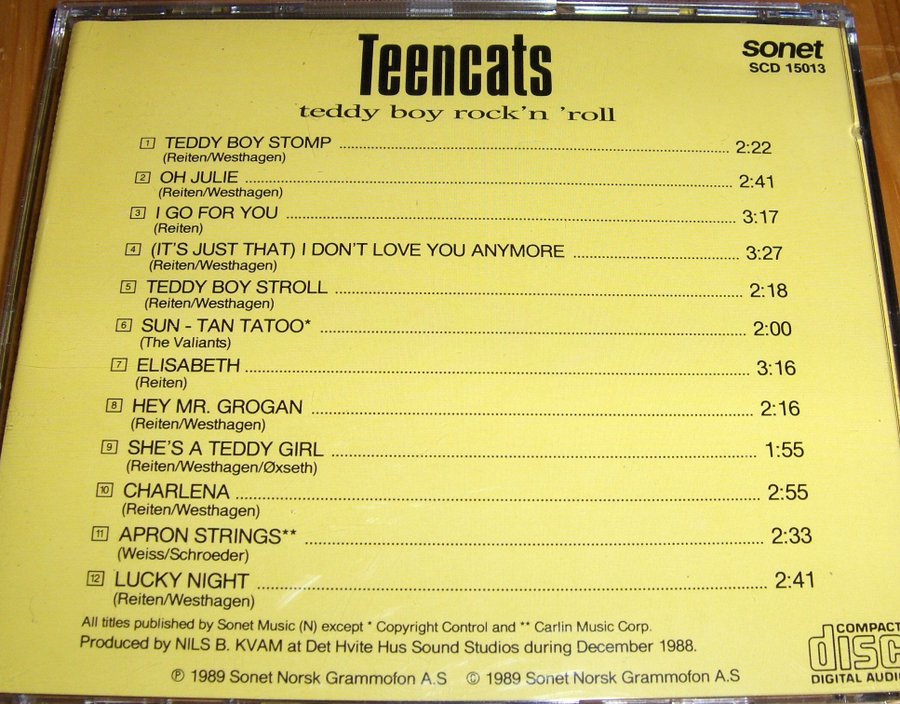 Teencats
sonet
SCD 15013
teddy boy rock'n 'roll
1 TEDDY BOY STOMP 2:22
(Reiten/Westhagen)
2 OH JULIE 2:41
(Reiten/Westhagen)
3 I GO FOR YOU 3:17
(Reiten)
4 (IT'S JUST THAT) I DON'T LOVE YOU ANYMORE 3:27
(Reiten/Westhagen)
5 TEDDY BOY STROLL 2:18
(Reiten/Westhagen)
6 SUN - TAN TATOO* 2:00
(The Valiants)
7 ELISABETH 3:16
(Reiten)
8 HEY MR. GROGAN 2:16
(Reiten/Westhagen)
9 SHE'S A TEDDY GIRL 1:55
(Reiten/Westhagen/Øxseth)
10 CHARLENA 2:55
(Reiten/Westhagen)
11 APRON STRINGS** 2:33
(Weiss/Schroeder)
12 LUCKY NIGHT 2:41
(Reiten/Westhagen)
All titles published by Sonet Music (N) except * Copyright Control and ** Carlin Music Corp.
Produced by NILS B. KVAM at Det Hvite Hus Sound Studios during December 1988.
℗ 1989 Sonet Norsk Grammofon A.S © 1989 Sonet Norsk Grammofon A.S
COMPACT
disc
DIGITAL AUDIO